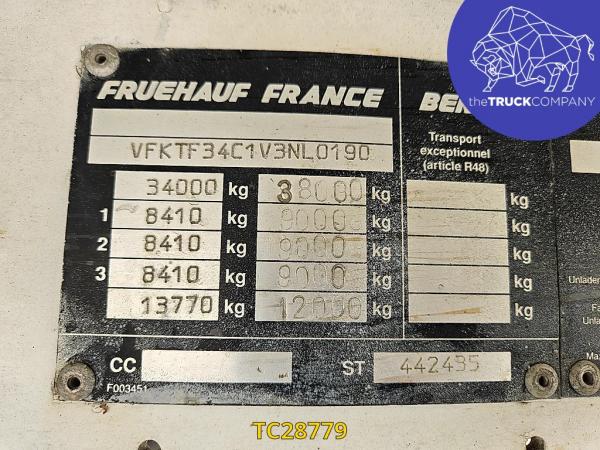 theTRUCKCOMPANY
FRUEHAUF FRANCE
VFKTF34C1V3NL0190
34000 kg 38000 kg
1 8410 kg 9000 kg
2 8410 kg 9000 kg
3 8410 kg 9000 kg
13770 kg 12000 kg
CC
ST 442435
F003451
Transport
exceptionnel
(article R48)
kg
kg
kg
kg
kg
TC28779